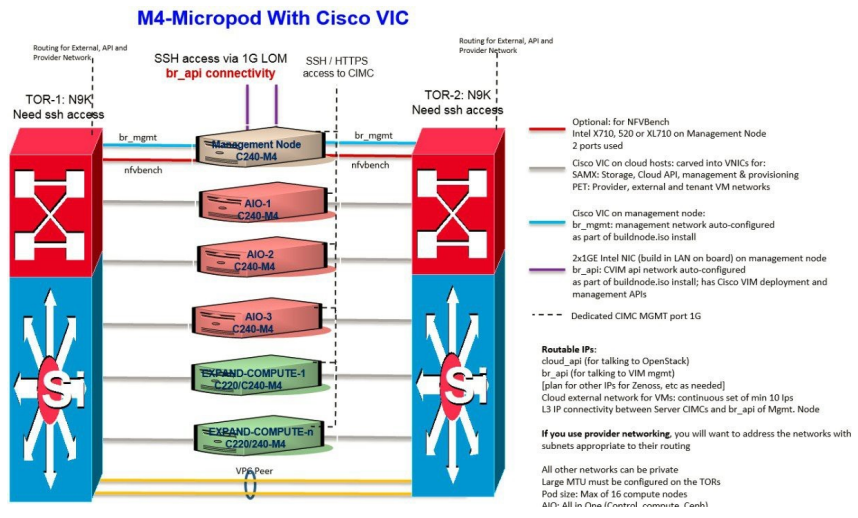 M4-Micropod With Cisco VIC
Routing for External, API and
Provider Network
SSH access via 1G LOM
br_api connectivity
SSH / HTTPS
access to CIMC
Routing for External, API and
Provider Network
TOR-1: N9K
Need ssh access
TOR-2: N9K
Need ssh access
br_mgmt
Management Node
C240-M4
br_mgmt
nfvbench
nfvbench
AIO-1
C240-M4
AIO-2
C240-M4
AIO-3
C240-M4
EXPAND-COMPUTE-1
C220/C240-M4
EXPAND-COMPUTE-n
C220/240-M4
VPC Peer
Si
Si
Optional: for NFVBench
Intel X710, 520 or XL710 on Management Node
2 ports used
Cisco VIC on cloud hosts: carved into VNICs for:
SAMX: Storage, Cloud API, management & provisioning
PET: Provider, external and tenant VM networks
Cisco VIC on management node:
br_mgmt: management network auto-configured
as part of buildnode.iso install
2x1GE Intel NIC (build in LAN on board) on management node
br_api: CVIM api network auto-configured
as part of buildnode.iso install; has Cisco VIM deployment and
management APIs
Dedicated CIMC MGMT port 1G
Routable IPs:
cloud_api (for talking to OpenStack)
br_api (for talking to VIM mgmt)
[plan for other IPs for Zenoss, etc as needed]
Cloud external network for VMs: continuous set of min 10 Ips
L3 IP connectivity between Server CIMCs and br_api of Mgmt. Node
If you use provider networking, you will want to address the networks with
subnets appropriate to their routing
All other networks can be private
Large MTU must be configured on the TORs
Pod size: Max of 16 compute nodes
AIO: All in One (Control, compute, Ceph)